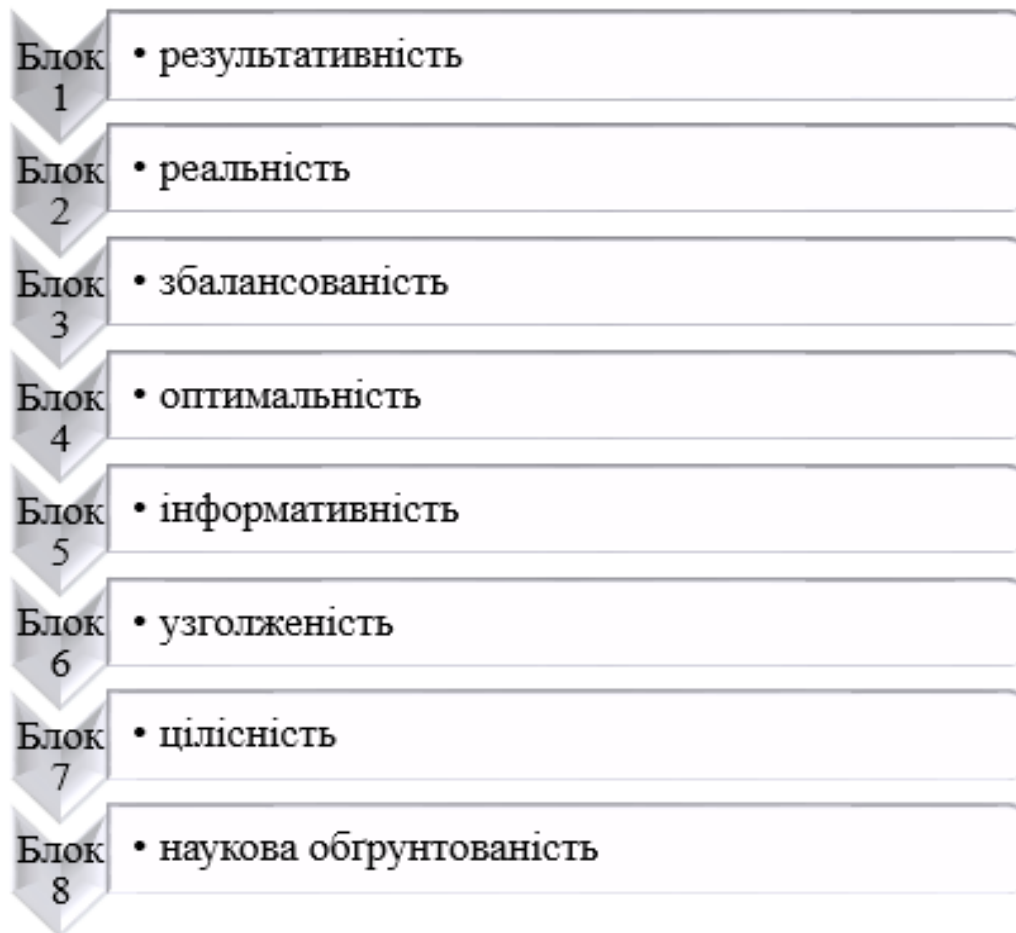 Блок 1
• результативність
Блок 2
• реальність
Блок 3
• збалансованість
Блок 4
• оптимальність
Блок 5
• інформативність
Блок 6
• узголженість
Блок 7
• цілісність
Блок 8
• наукова обґрунтованість